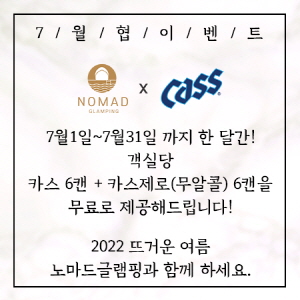 7 / 월 / 협 / 이 / 벤 / 트
NOMAD
GLAMPING
x
cass
7월1일~7월31일 까지 한 달간!
객실당
카스 6캔 + 카스제로(무알콜) 6캔을
무료로 제공해드립니다!
2022 뜨거운 여름
노마드글램핑과 함께 하세요.